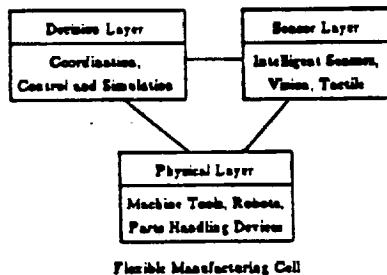 Decision Layer
Coordination,
Control and Simulation
Sensor Layer
Intelligent Sensors,
Vision, Tactile
Physical Layer
Machine Tools, Robots,
Parts Handling Devices
Flexible Manufacturing Cell